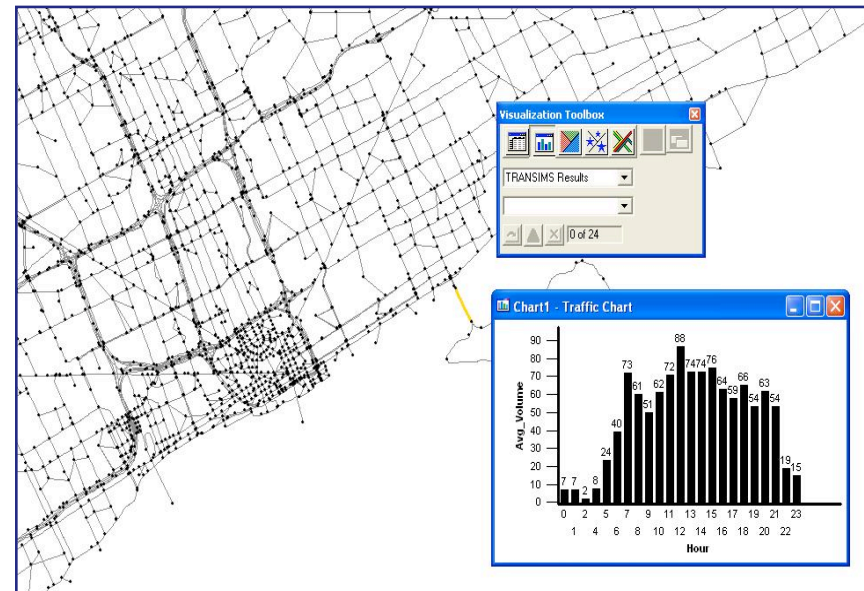 Visualization Toolbox
TRANSIMS Results
0 of 24
Chart1 - Traffic Chart
Avg_Volume
90
80
70
60
50
40
30
20
10
0
7 7 2 8 24 40 73 61 51 62 72 88 74 74 76 64 59 66 54 63 54 19 15
0 2 5 7 9 11 13 15 17 19 21 23
1 4 6 8 10 12 14 16 18 20 22
Hour